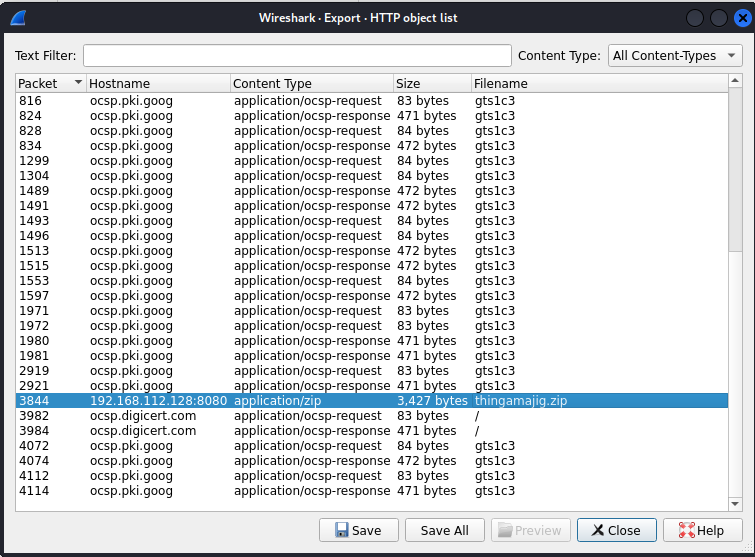 Wireshark · Export · HTTP object list
Text Filter: Content Type: All Content-Types
Packet Hostname Content Type Size Filename
816 ocsp.pki.goog application/ocsp-request 83 bytes gts1c3
824 ocsp.pki.goog application/ocsp-response 471 bytes gts1c3
828 ocsp.pki.goog application/ocsp-request 84 bytes gts1c3
834 ocsp.pki.goog application/ocsp-response 472 bytes gts1c3
1299 ocsp.pki.goog application/ocsp-request 84 bytes gts1c3
1304 ocsp.pki.goog application/ocsp-request 84 bytes gts1c3
1489 ocsp.pki.goog application/ocsp-response 472 bytes gts1c3
1491 ocsp.pki.goog application/ocsp-response 472 bytes gts1c3
1493 ocsp.pki.goog application/ocsp-request 84 bytes gts1c3
1496 ocsp.pki.goog application/ocsp-request 84 bytes gts1c3
1513 ocsp.pki.goog application/ocsp-response 472 bytes gts1c3
1515 ocsp.pki.goog application/ocsp-response 472 bytes gts1c3
1553 ocsp.pki.goog application/ocsp-request 84 bytes gts1c3
1597 ocsp.pki.goog application/ocsp-response 472 bytes gts1c3
1971 ocsp.pki.goog application/ocsp-request 83 bytes gts1c3
1972 ocsp.pki.goog application/ocsp-request 83 bytes gts1c3
1980 ocsp.pki.goog application/ocsp-response 471 bytes gts1c3
1981 ocsp.pki.goog application/ocsp-response 471 bytes gts1c3
2919 ocsp.pki.goog application/ocsp-request 83 bytes gts1c3
2921 ocsp.pki.goog application/ocsp-response 471 bytes gts1c3
3844 192.168.112.128:8080 application/zip 3,427 bytes thingamajig.zip
3982 ocsp.digicert.com application/ocsp-request 83 bytes /
3984 ocsp.digicert.com application/ocsp-response 471 bytes /
4072 ocsp.pki.goog application/ocsp-request 84 bytes gts1c3
4074 ocsp.pki.goog application/ocsp-response 472 bytes gts1c3
4112 ocsp.pki.goog application/ocsp-request 83 bytes gts1c3
4114 ocsp.pki.goog application/ocsp-response 471 bytes gts1c3
Save Save All Preview Close Help